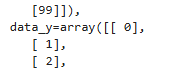 [99]]),
data_y=array([[ 0],
[ 1],
[ 2],